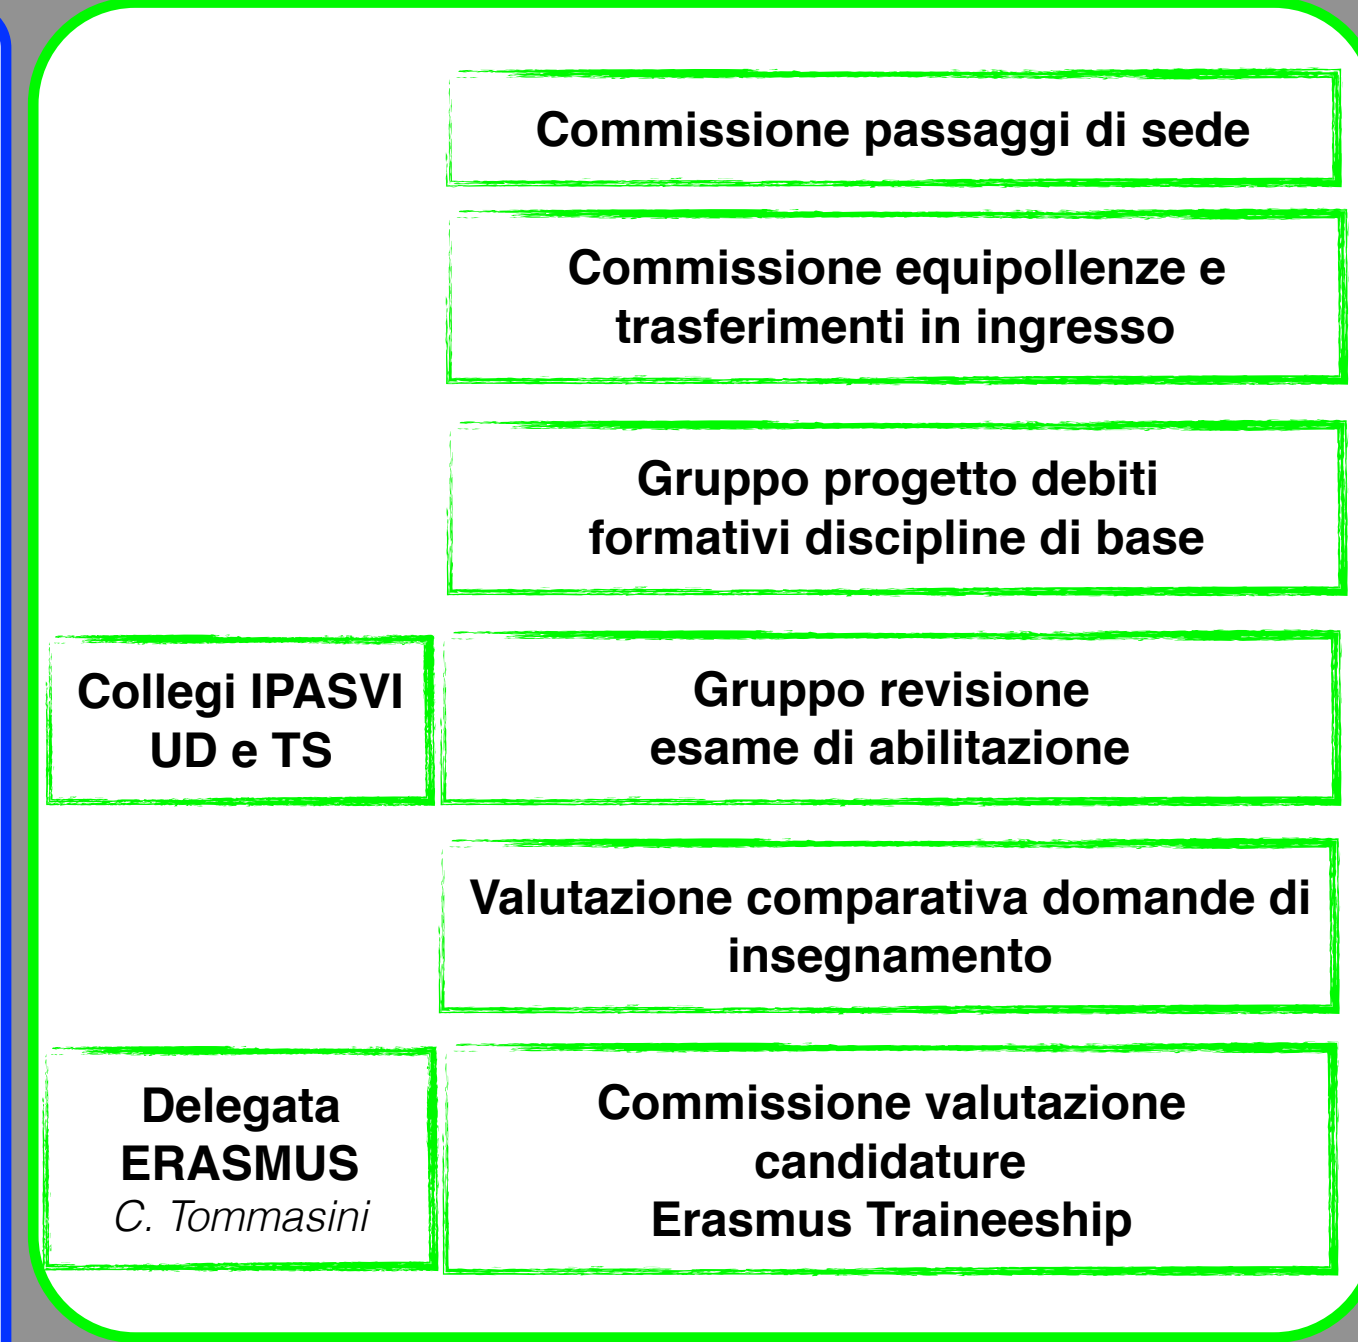 Commissione passaggi di sede
Commissione equipollenze e
trasferimenti in ingresso
Gruppo progetto debiti
formativi discipline di base
Collegi IPASVI
UD e TS
Gruppo revisione
esame di abilitazione
Valutazione comparativa domande di
insegnamento
Delegata
ERASMUS
C. Tommasini
Commissione valutazione
candidature
Erasmus Traineeship